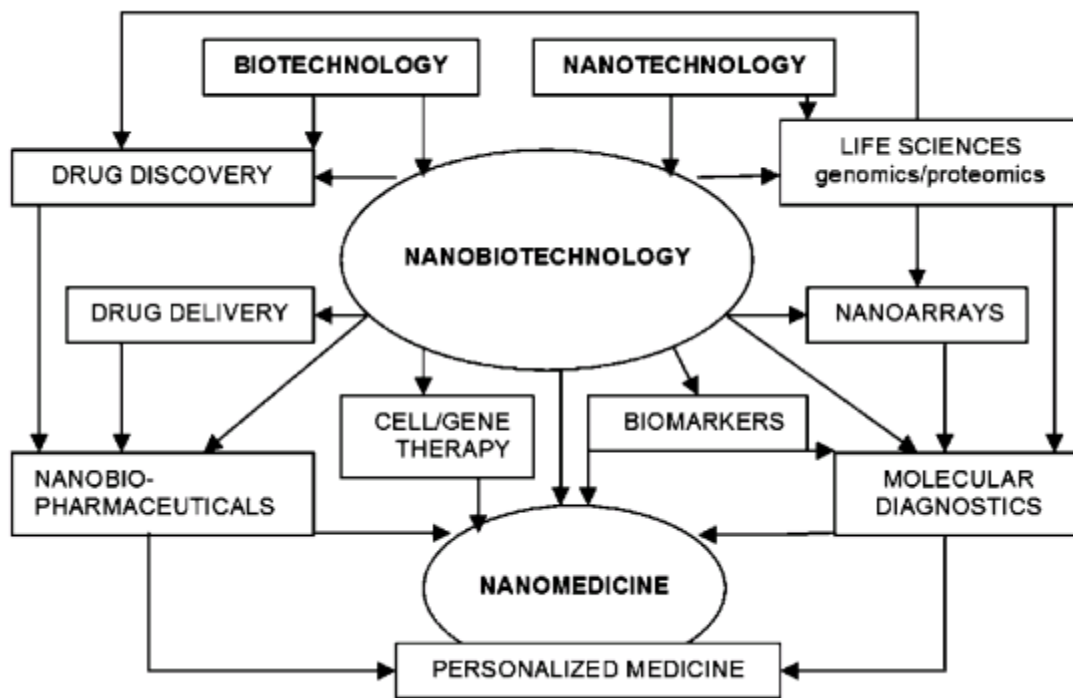 BIOTECHNOLOGY
NANOTECHNOLOGY
DRUG DISCOVERY
LIFE SCIENCES
genomics/proteomics
NANOBIOTECHNOLOGY
DRUG DELIVERY
NANOARRAYS
CELL/GENE
THERAPY
BIOMARKERS
NANOBIO-
PHARMACEUTICALS
MOLECULAR
DIAGNOSTICS
NANOMEDICINE
PERSONALIZED MEDICINE